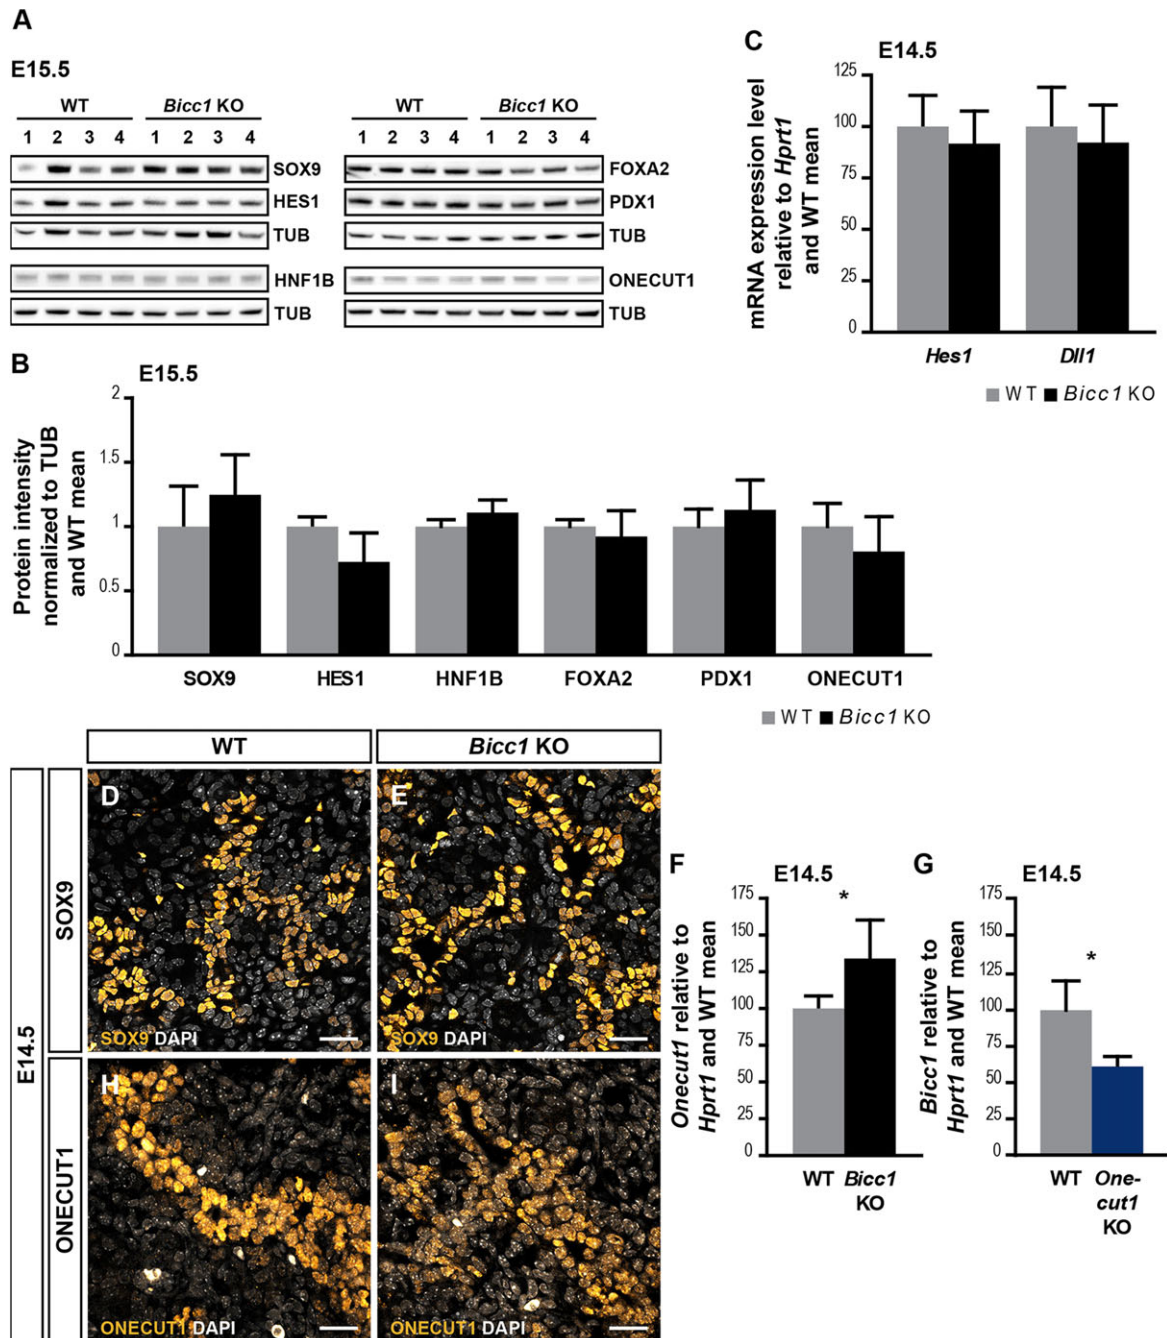 A
E15.5
WT Bicc1 KO
1 2 3 4 1 2 3 4
SOX9
HES1
TUB
HNF1B
TUB
WT Bicc1 KO
1 2 3 4 1 2 3 4
FOXA2
PDX1
TUB
ONECUT1
TUB
C
E14.5
mRNA expression level
relative to Hprt1
and WT mean
125
100
75
50
25
0
Hes1 Dll1
WT Bicc1 KO
B
E15.5
Protein intensity
normalized to TUB
and WT mean
2
1.5
1
0.5
0
SOX9 HES1 HNF1B FOXA2 PDX1 ONECUT1
WT Bicc1 KO
WT Bicc1 KO
E14.5
SOX9
D
SOX9 DAPI
E
SOX9 DAPI
ONECUT1
H
ONECUT1 DAPI
I
ONECUT1 DAPI
F
E14.5
Onecut1 relative to
Hprt1 and WT mean
175
150
125
100
75
50
25
0
*
WT Bicc1
KO
G
E14.5
Bicc1 relative to
Hprt1 and WT mean
175
150
125
100
75
50
25
0
*
WT One-
cut1
KO